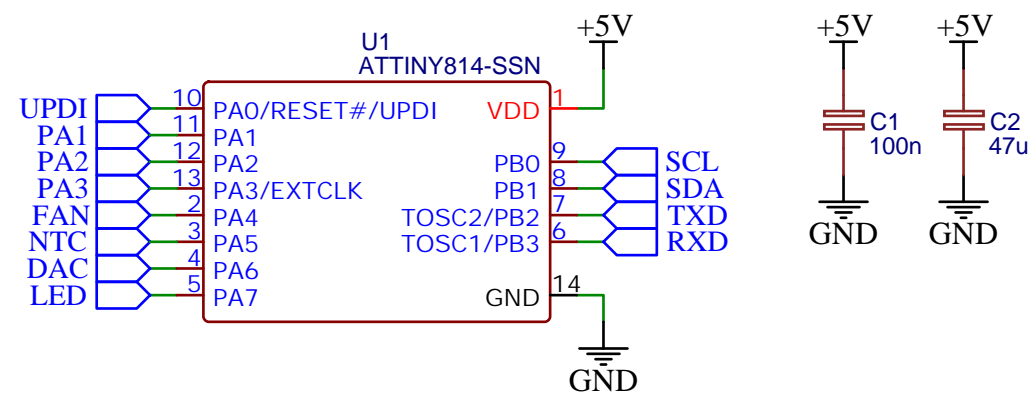 U1
ATTINY814-SSN
+5V
+5V
+5V
UPDI 10 PA0/RESET#/UPDI VDD 1
PA1 11 PA1
PA2 12 PA2 PB0 9 SCL
PA3 13 PA3/EXTCLK PB1 8 SDA
FAN 2 PA4 TOSC2/PB2 7 TXD
NTC 3 PA5 TOSC1/PB3 6 RXD
DAC 4 PA6
LED 5 PA7 GND 14
GND
C1
100n
GND
C2
47u
GND